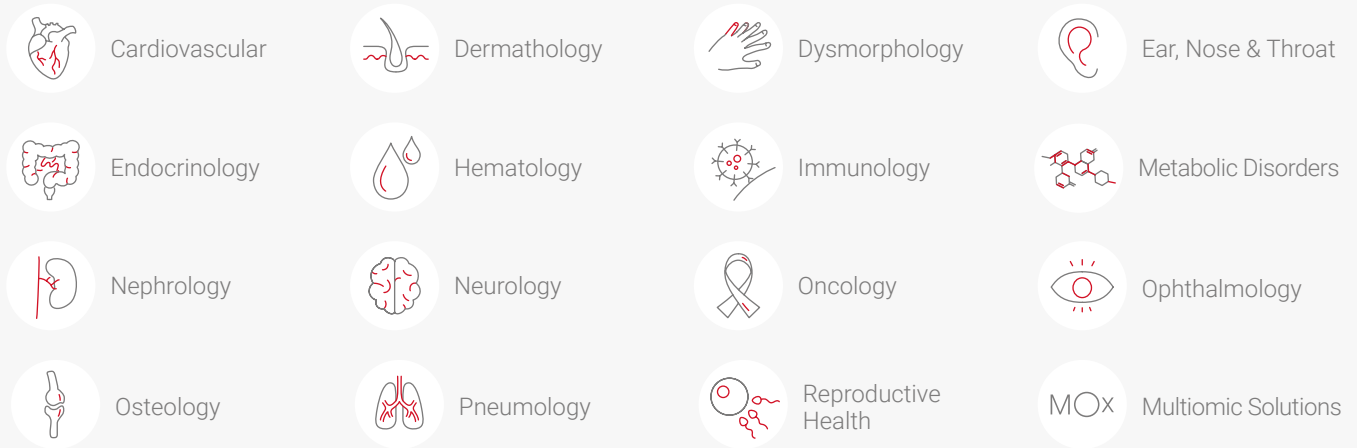 Cardiovascular
Dermathology
Dysmorphology
Ear, Nose & Throat
Endocrinology
Hematology
Immunology
Metabolic Disorders
Nephrology
Neurology
Oncology
Ophthalmology
Osteology
Pneumology
Reproductive
Health
MOx
Multiomic Solutions